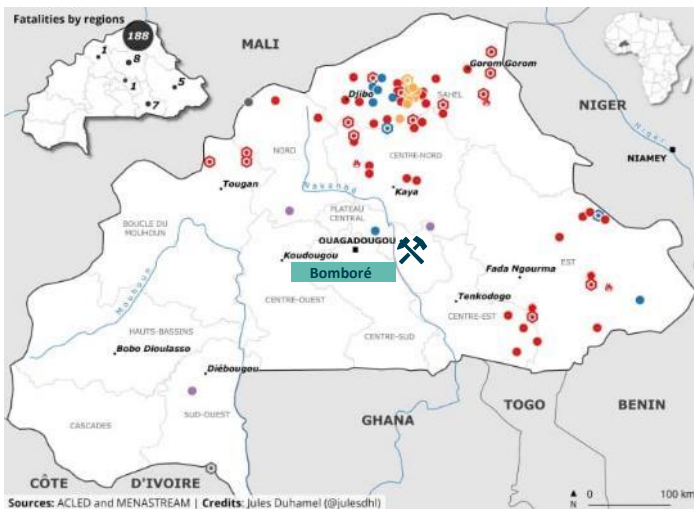 Fatalities by regions
188
1
8
1
5
7
MALI
Gorom Gorom
Djibo
SAHEL
NIGER
Niger
NIAMEY
NORD
CENTRE-NORD
Tougan
Kaya
BOUCLE DU
MOUHOUN
PLATEAU
CENTRAL
OUAGADOUGOU
Koudougou
Bomboré
Mouhoun
Fada Ngourma
EST
Tenkodogo
CENTRE-OUEST
CENTRE-EST
HAUTS-BASSINS
CENTRE-SUD
Bobo Dioulasso
Diébougou
SUD-OUEST
CASCADES
GHANA
TOGO
BENIN
CÔTE
D'IVOIRE
N
0
100 km
Sources: ACLED and MENASTREAM | Credits: Jules Duhamel (@julesdhl)